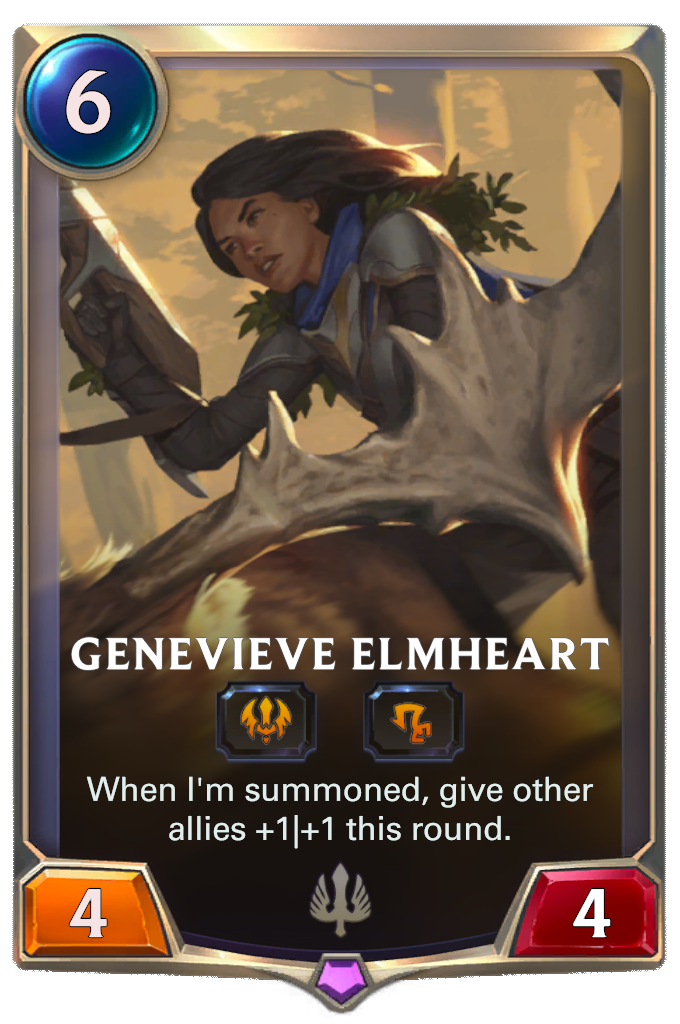 6
GENEVIEVE ELMHEART
When I'm summoned, give other
allies +1|+1 this round.
4 4